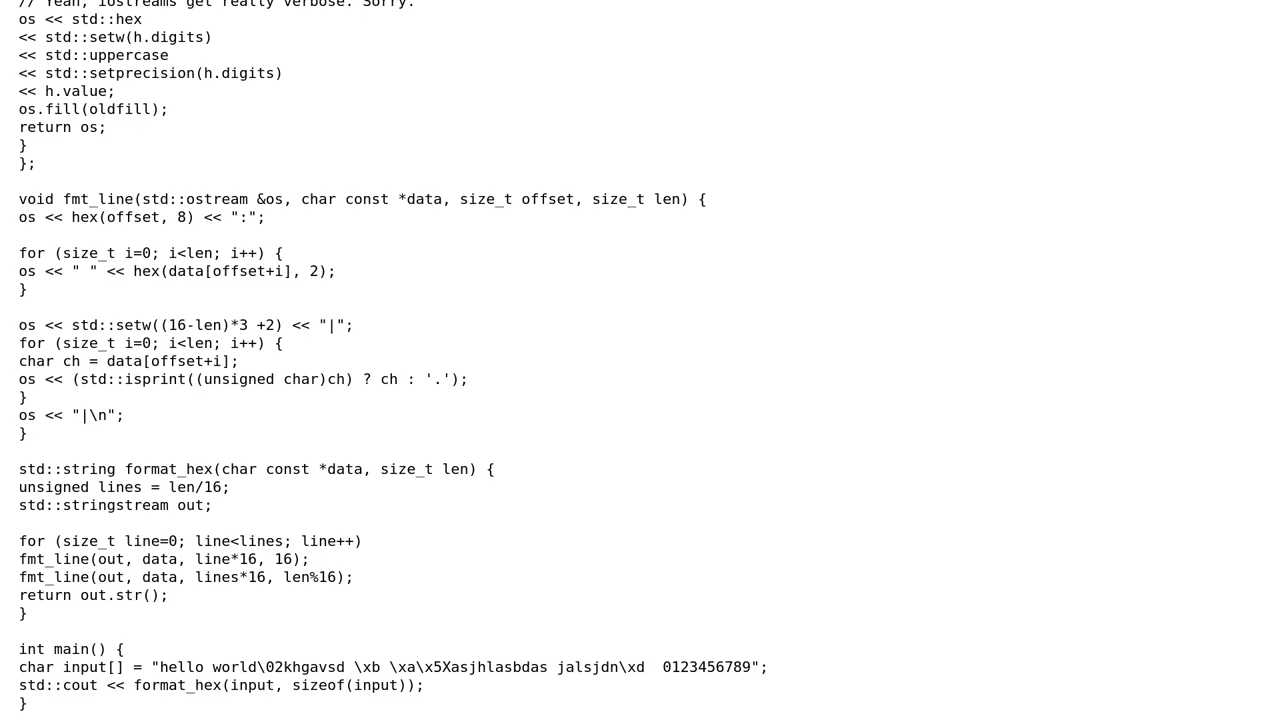 // Yeah, iostreams get really verbose. Sorry.
os << std::hex
<< std::setw(h.digits)
<< std::uppercase
<< std::setprecision(h.digits)
<< h.value;
os.fill(oldfill);
return os;
}
};

void fmt_line(std::ostream &os, char const *data, size_t offset, size_t len) {
os << hex(offset, 8) << ":";

for (size_t i=0; i<len; i++) {
os << " " << hex(data[offset+i], 2);
}

os << std::setw((16-len)*3 +2) << "|";
for (size_t i=0; i<len; i++) {
char ch = data[offset+i];
os << (std::isprint((unsigned char)ch) ? ch : '.');
}
os << "|\n";
}

std::string format_hex(char const *data, size_t len) {
unsigned lines = len/16;
std::stringstream out;

for (size_t line=0; line<lines; line++)
fmt_line(out, data, line*16, 16);
fmt_line(out, data, lines*16, len%16);
return out.str();
}

int main() {
char input[] = "hello world\02khgavsd \xb \xa\x5Xasjhlasbdas jalsjdn\xd  0123456789";
std::cout << format_hex(input, sizeof(input));
}